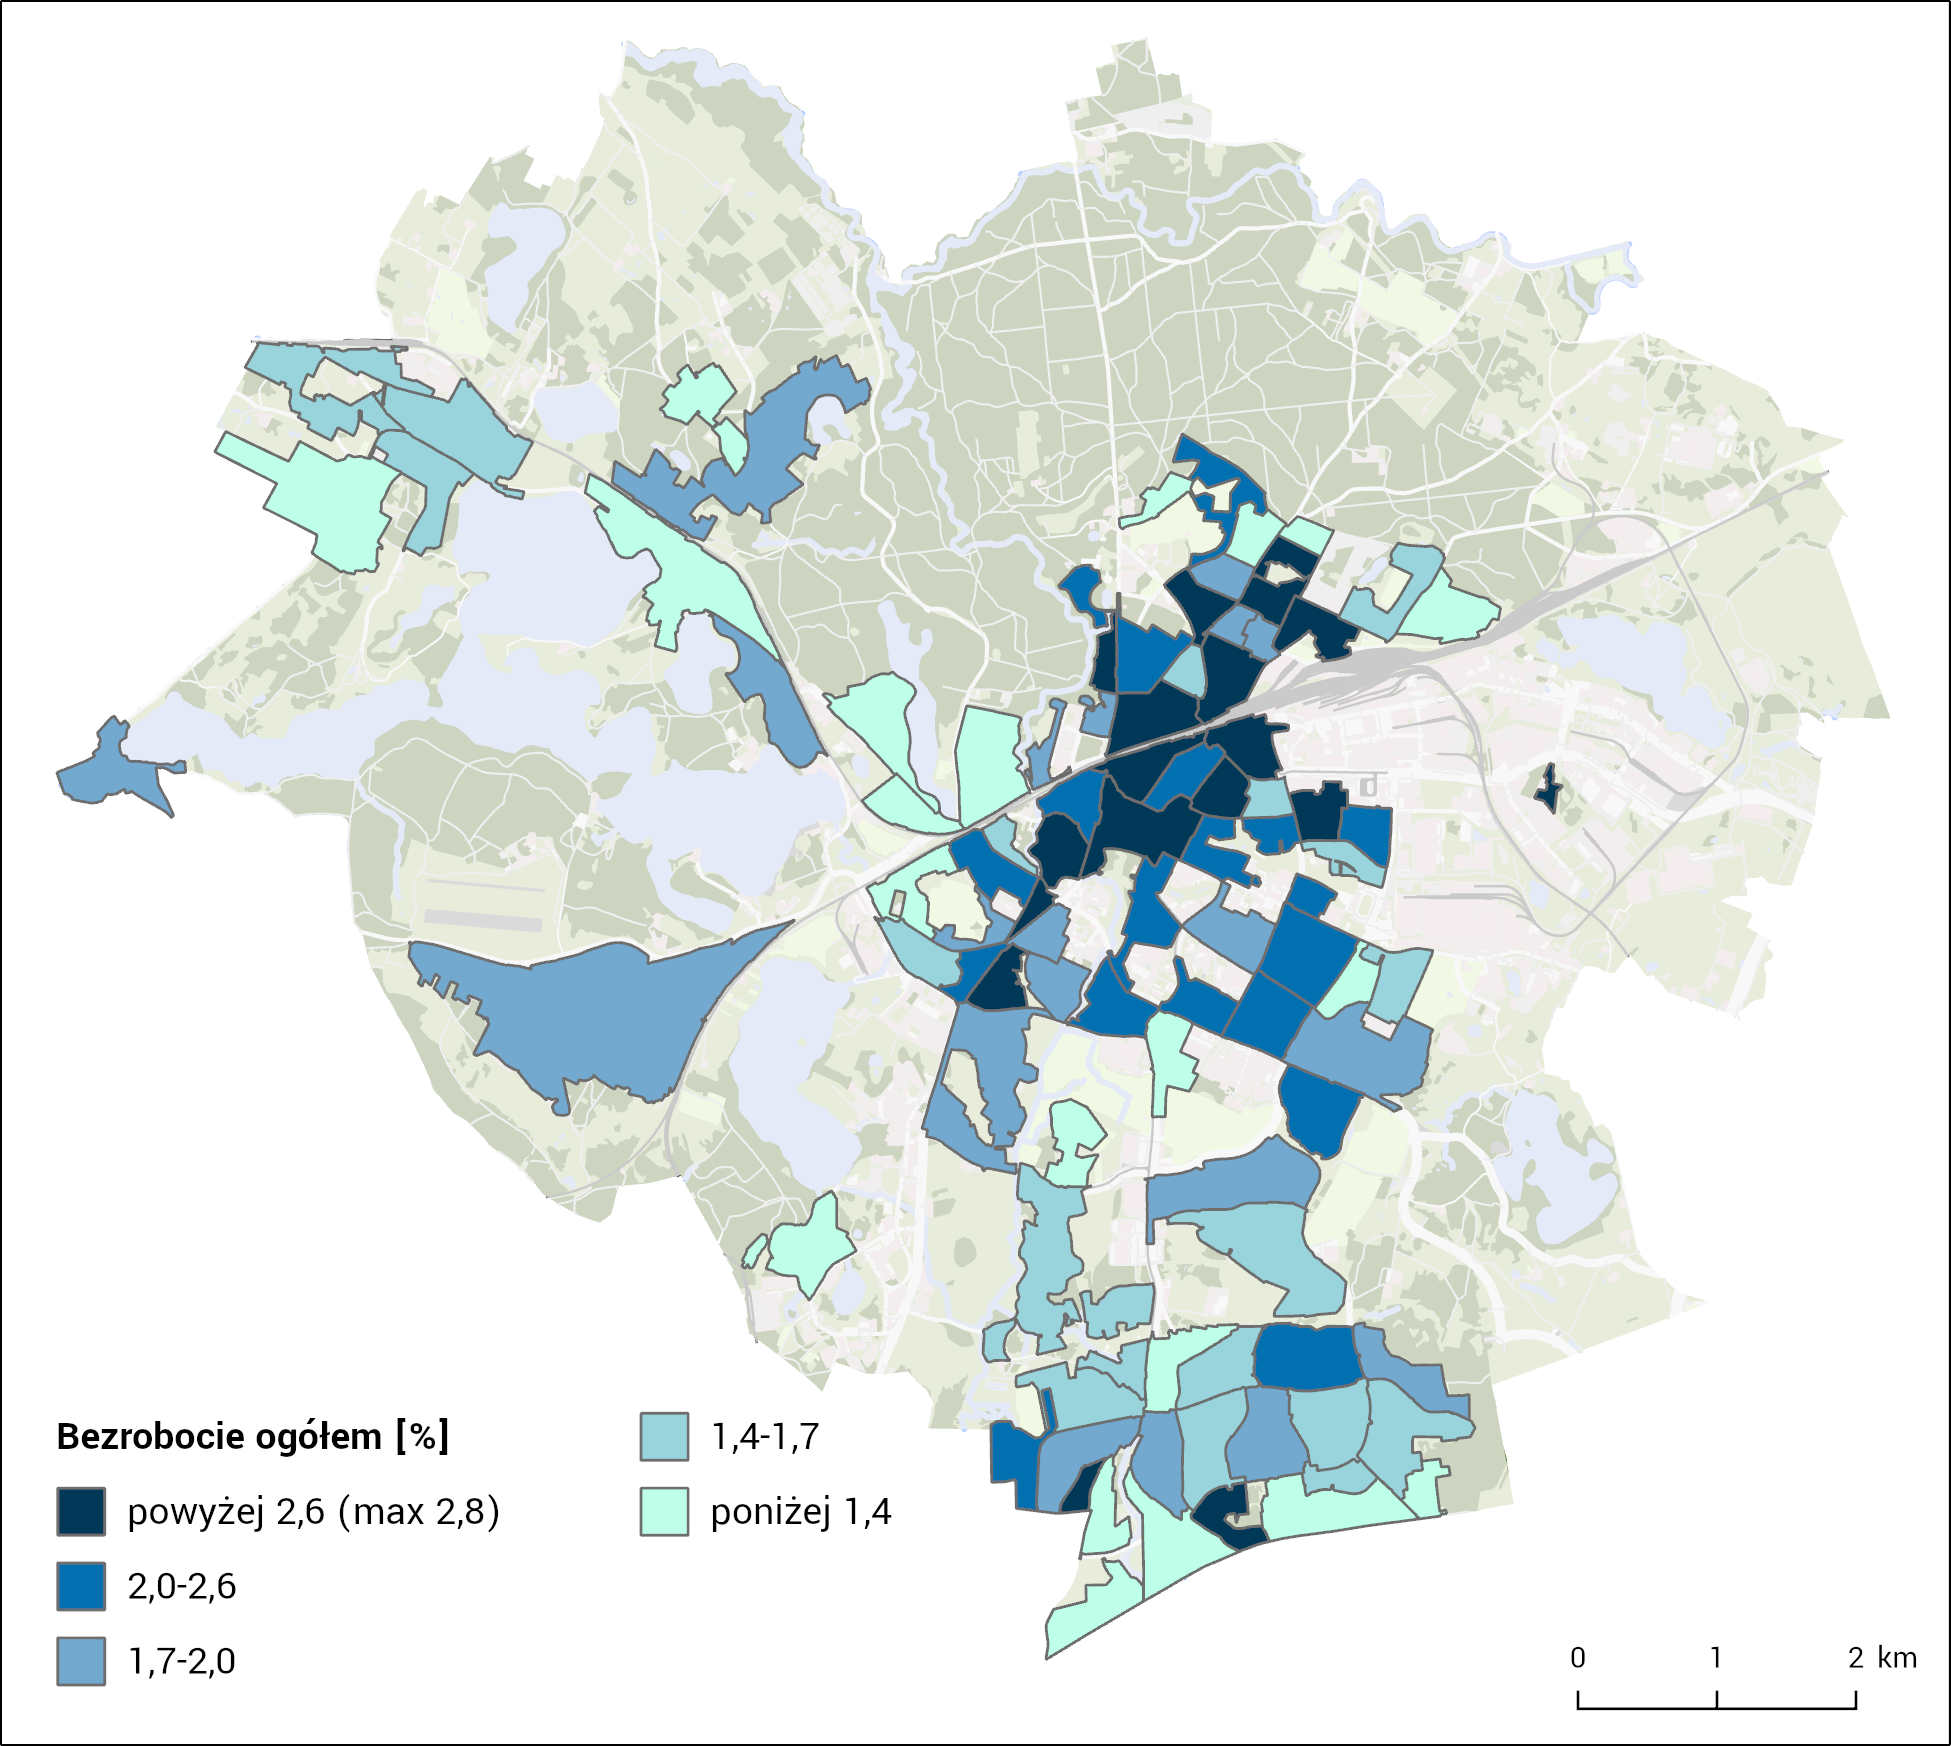 Bezrobocie ogółem [%]
powyżej 2,6 (max 2,8)
2,0-2,6
1,7-2,0
1,4-1,7
poniżej 1,4
0 1 2 km